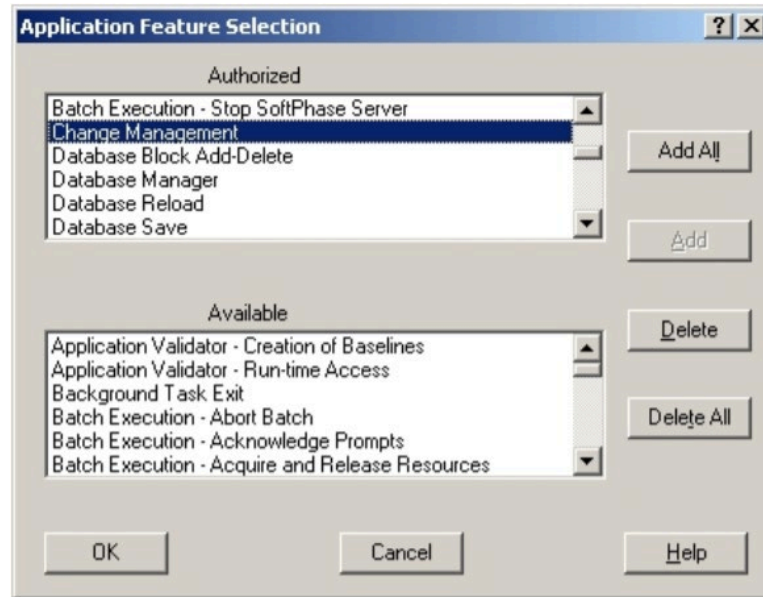 Application Feature Selection
Authorized
Batch Execution - Stop SoftPhase Server
Change Management
Database Block Add-Delete
Database Manager
Database Reload
Database Save
Add All
Add
Available
Application Validator - Creation of Baselines
Application Validator - Run-time Access
Background Task Exit
Batch Execution - Abort Batch
Batch Execution - Acknowledge Prompts
Batch Execution - Acquire and Release Resources
Delete
Delete All
OK
Cancel
Help